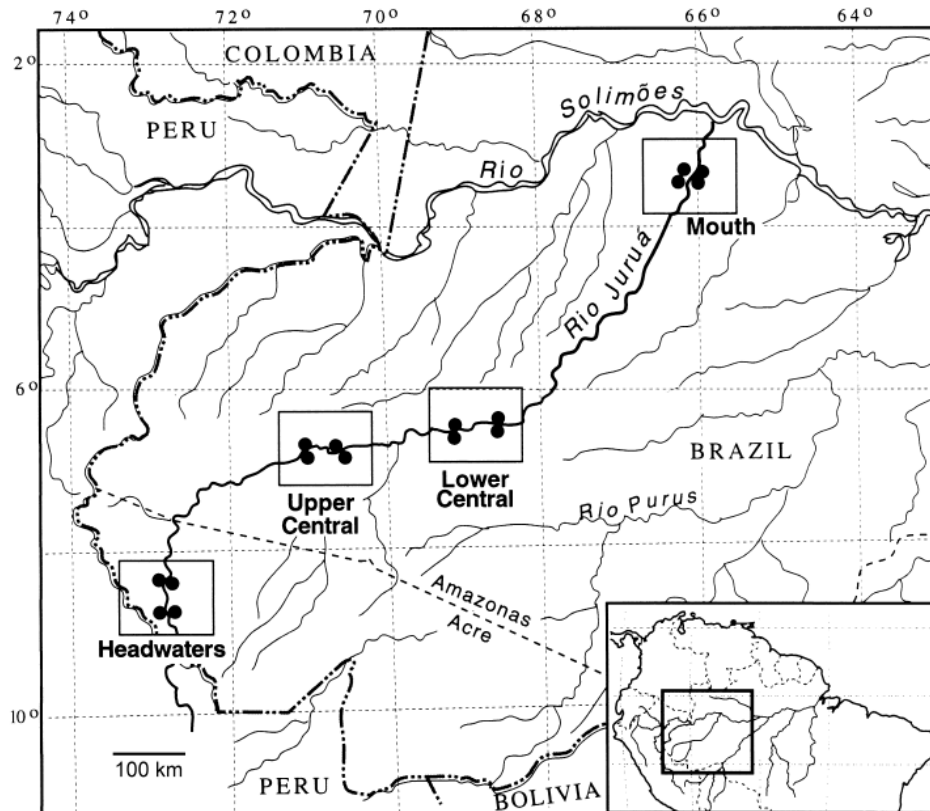 74° 72° 70° 68° 66° 64°
COLOMBIA
2°
Solimões
PERU
Rio
Mouth
Rio Juruá
6°
BRAZIL
Lower
Central
Upper
Central
Rio Purus
Amazonas
Acre
Headwaters
10°
100 km
PERU
BOLIVIA